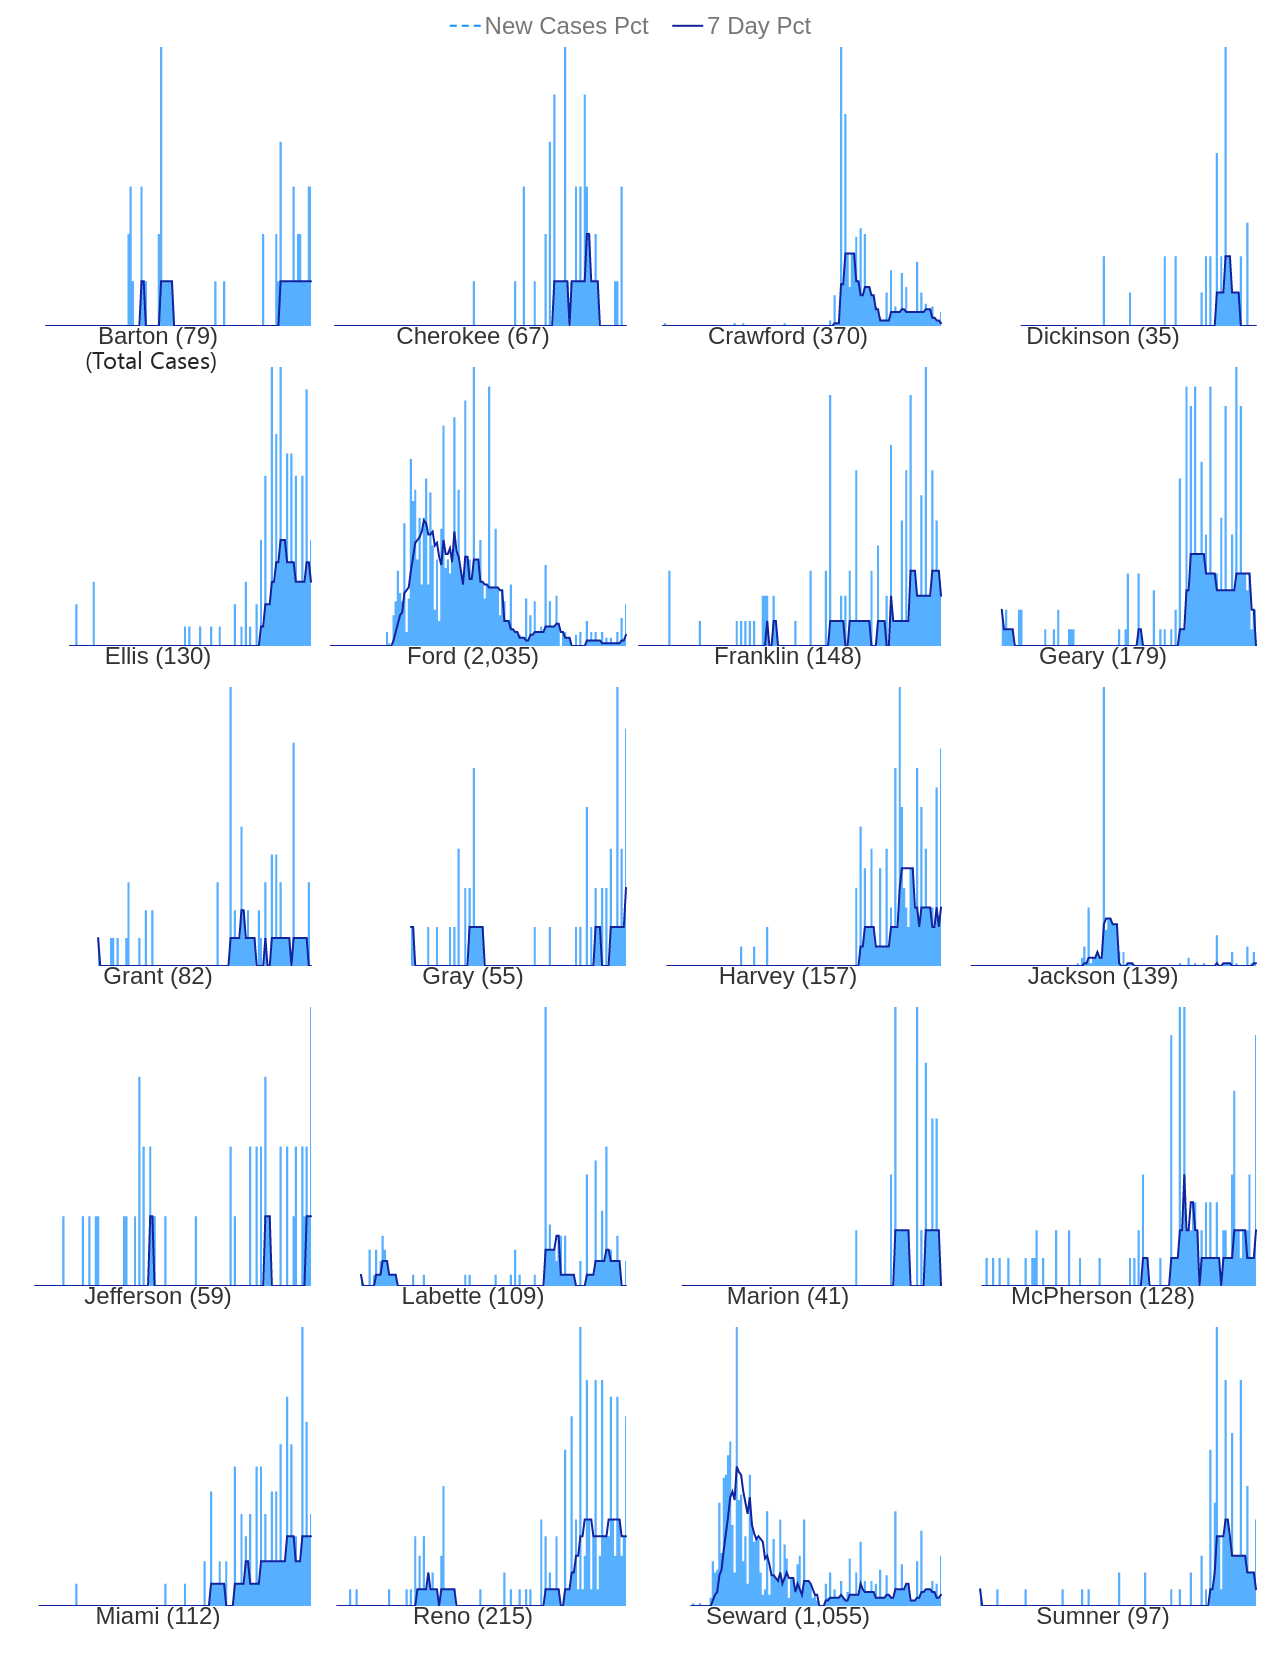 New Cases Pct 7 Day Pct
Barton (79) Cherokee (67) Crawford (370) Dickinson (35)
(Total Cases)
Ellis (130) Ford (2,035) Franklin (148) Geary (179)
Grant (82) Gray (55) Harvey (157) Jackson (139)
Jefferson (59) Labette (109) Marion (41) McPherson (128)
Miami (112) Reno (215) Seward (1,055) Sumner (97)